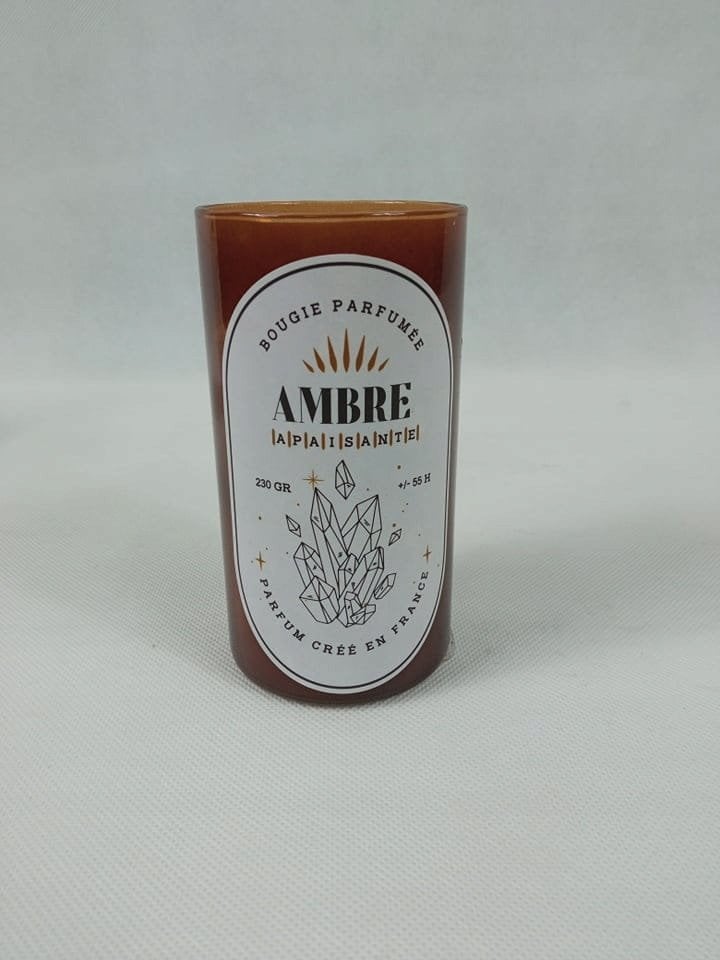 BOUGIE PARFUMÉE
AMBRE
APAISANTE
230 GR
+/- 55 H
PARFUM CRÉÉ EN FRANCE